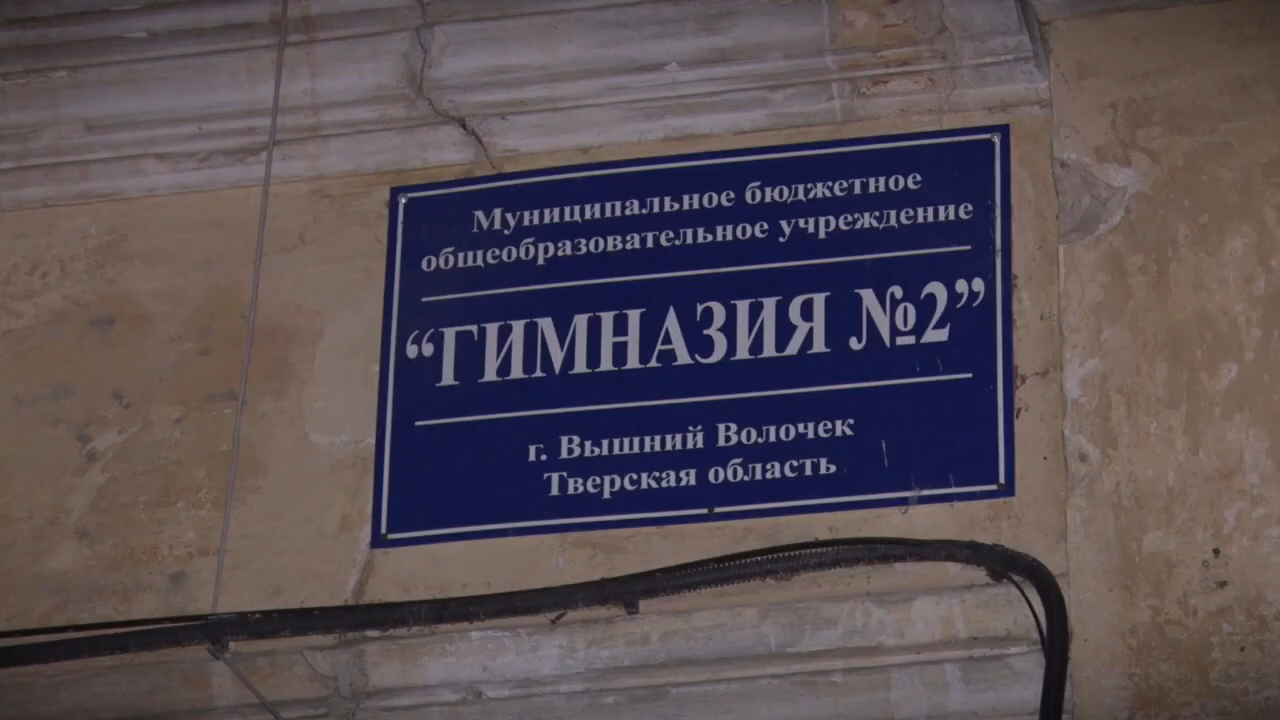 Муниципальное бюджетное
общеобразовательное учреждение
“ГИМНАЗИЯ №2”
г. Вышний Волочек
Тверская область